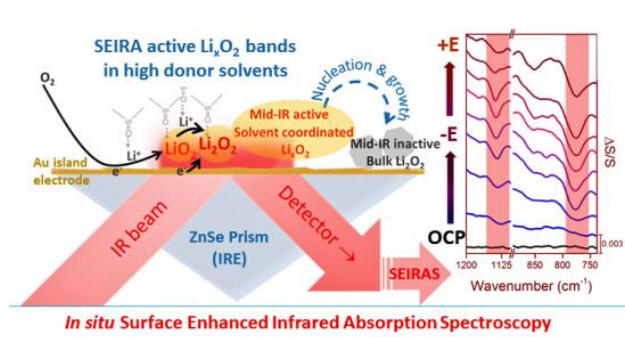 SEIRA active LixO2 bands
in high donor solvents
O2
Nucleation & growth
Li+
Li+
S=O
S=O
S=O
Mid-IR active
Solvent coordinated
LixO2
LiO2
Li2O2
Mid-IR inactive
Bulk Li2O2
Au island
electrode
e-
e-
IR beam
ZnSe Prism
(IRE)
Detector →
SEIRAS
+E
-E
OCP
ΔS/S
0.003
1200 1125 850 800 750
Wavenumber (cm-1)
In situ Surface Enhanced Infrared Absorption Spectroscopy